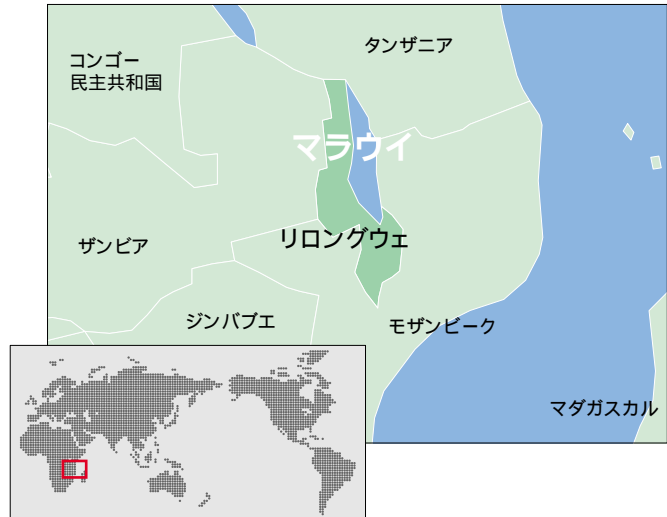 タンザニア
コンゴー
民主共和国
マラウイ
ザンビア
リロングウェ
ジンバブエ
モザンビーク
マダガスカル